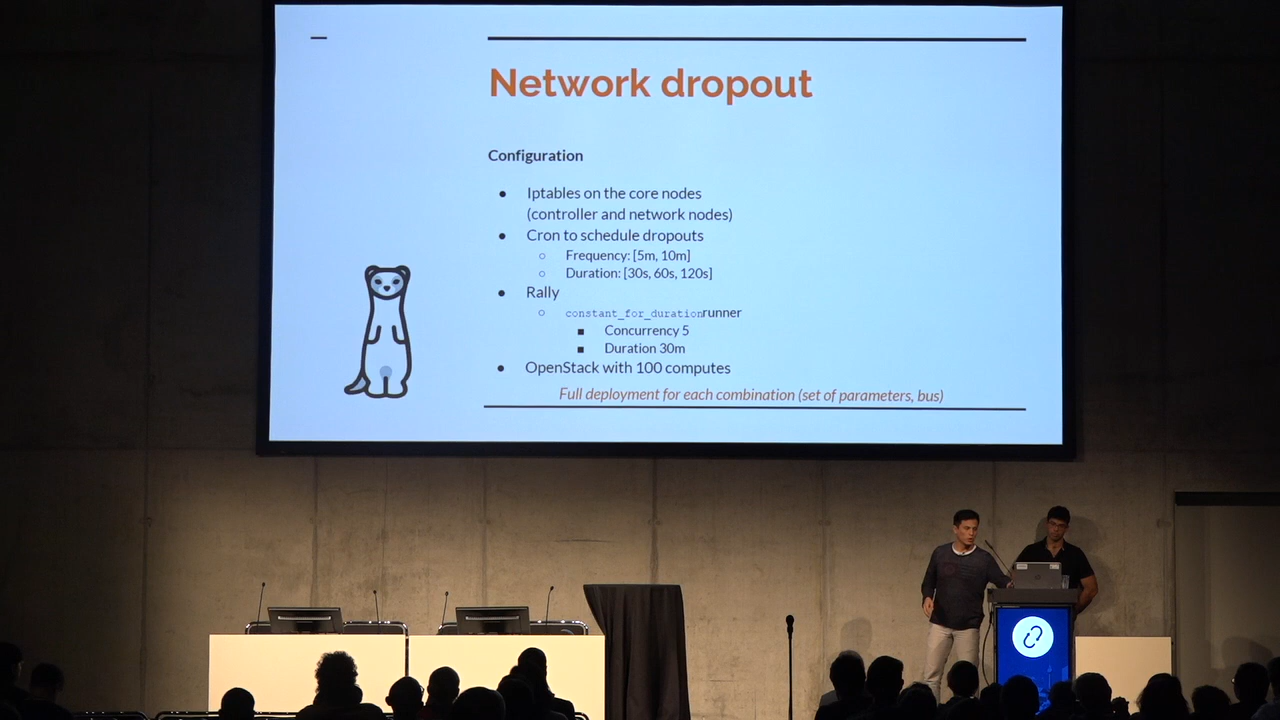 Network dropout
Configuration
● Iptables on the core nodes
(controller and network nodes)
● Cron to schedule dropouts
○ Frequency: [5m, 10m]
○ Duration: [30s, 60s, 120s]
● Rally
○ constant_for_durationrunner
■ Concurrency 5
■ Duration 30m
● OpenStack with 100 computes
Full deployment for each combination (set of parameters, bus)